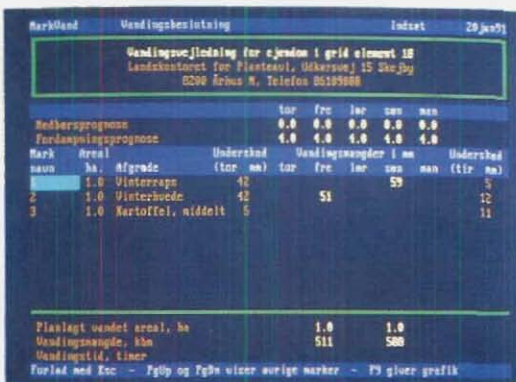 MarkVand Vandingsbeslutning Indsæt 20jun91
Vandingsvejledning for ejendom i grid element 18
Landskontoret for Planteavl, Udkærsvej 15 Skejby
8200 Århus N, Telefon 86109088
tor fre lør søn man
Nedbørsprognose 0.0 0.0 0.0 0.0 0.0
Fordampningsprognose 4.0 4.0 4.0 4.0 4.0
Mark Areal Underskud Vandingsmængder i mm Underskud
navn ha. Afgrøde (tor mm) tor fre lør søn man (tir mm)
1 1.0 Vinterraps 42 59 5
2 1.0 Vinterhvede 42 51 12
3 1.0 Kartoffel, middelt 6 11
Planlagt vandet areal, ha 1.0 1.0
Vandingsmængde, kbm 511 588
Vandingstid, timer
Forlad med Esc - PgUp og PgDn viser øvrige marker - F9 giver grafik